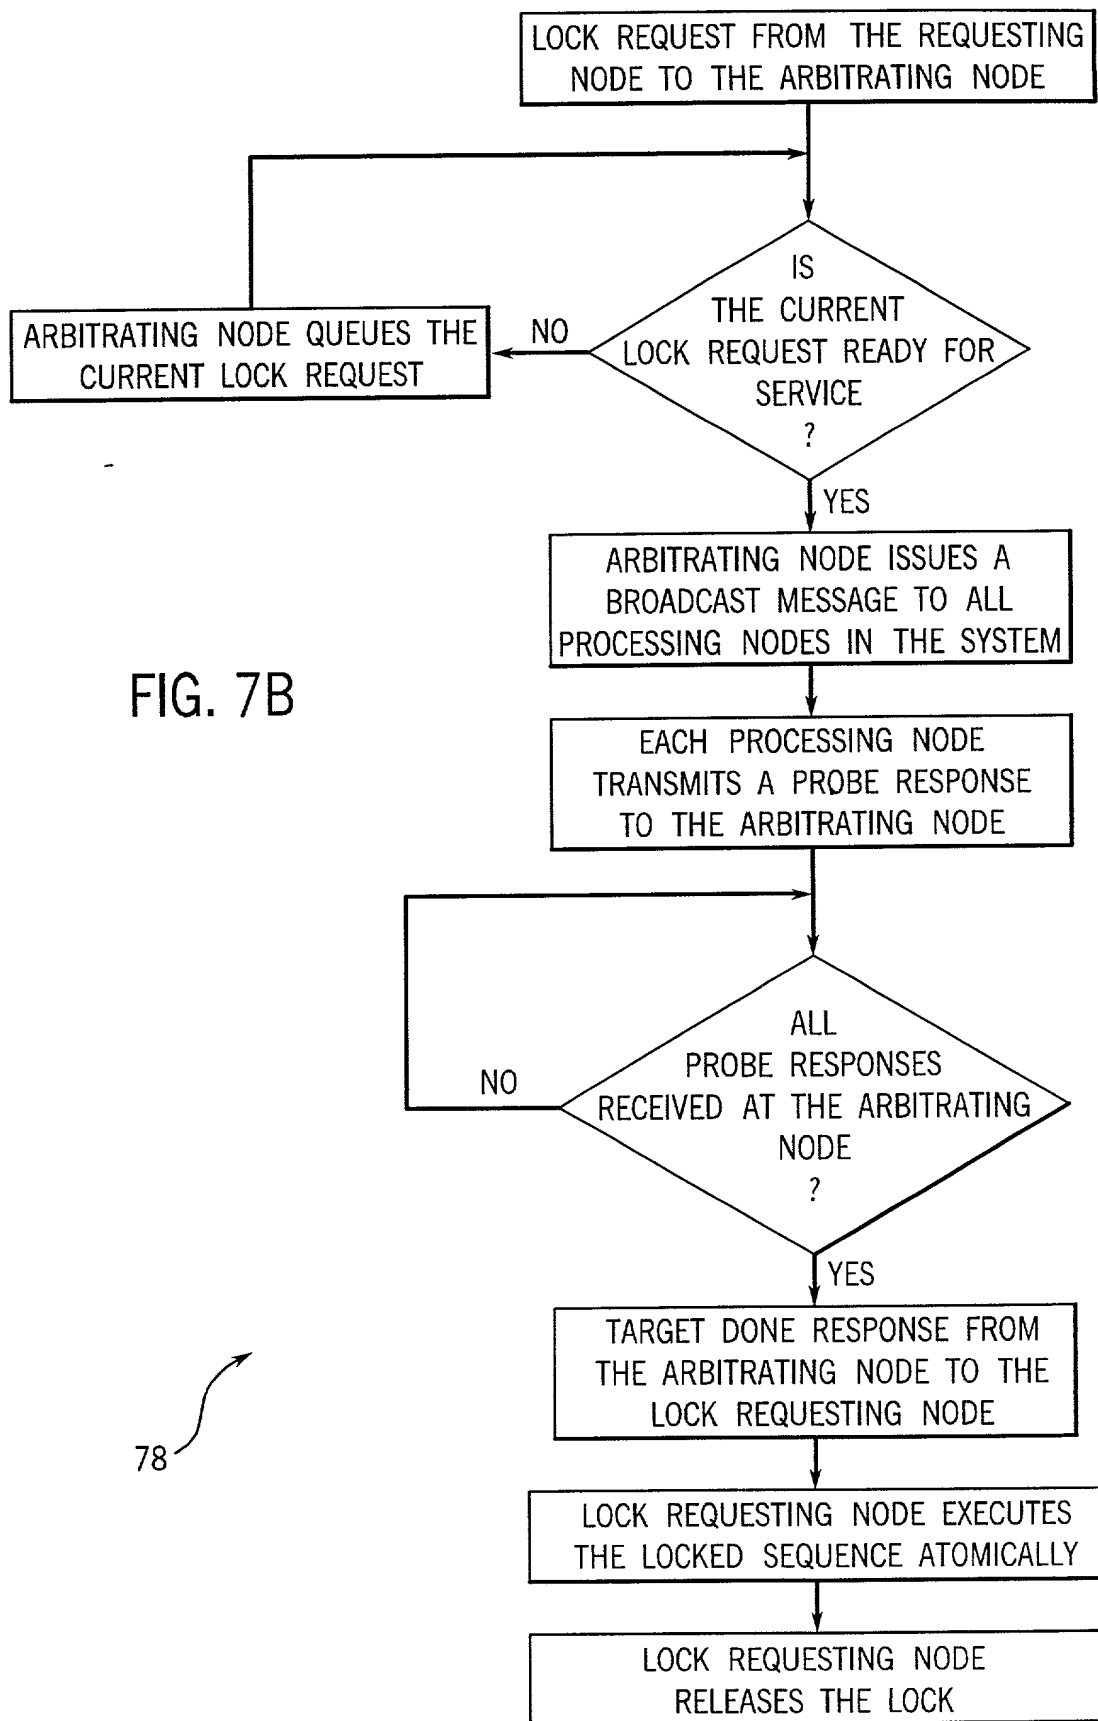 LOCK REQUEST FROM THE REQUESTING
NODE TO THE ARBITRATING NODE
IS
THE CURRENT
LOCK REQUEST READY FOR
SERVICE
?
NO
ARBITRATING NODE QUEUES THE
CURRENT LOCK REQUEST
YES
ARBITRATING NODE ISSUES A
BROADCAST MESSAGE TO ALL
PROCESSING NODES IN THE SYSTEM
FIG. 7B
EACH PROCESSING NODE
TRANSMITS A PROBE RESPONSE
TO THE ARBITRATING NODE
ALL
PROBE RESPONSES
RECEIVED AT THE ARBITRATING
NODE
?
NO
YES
TARGET DONE RESPONSE FROM
THE ARBITRATING NODE TO THE
LOCK REQUESTING NODE
78
LOCK REQUESTING NODE EXECUTES
THE LOCKED SEQUENCE ATOMICALLY
LOCK REQUESTING NODE
RELEASES THE LOCK